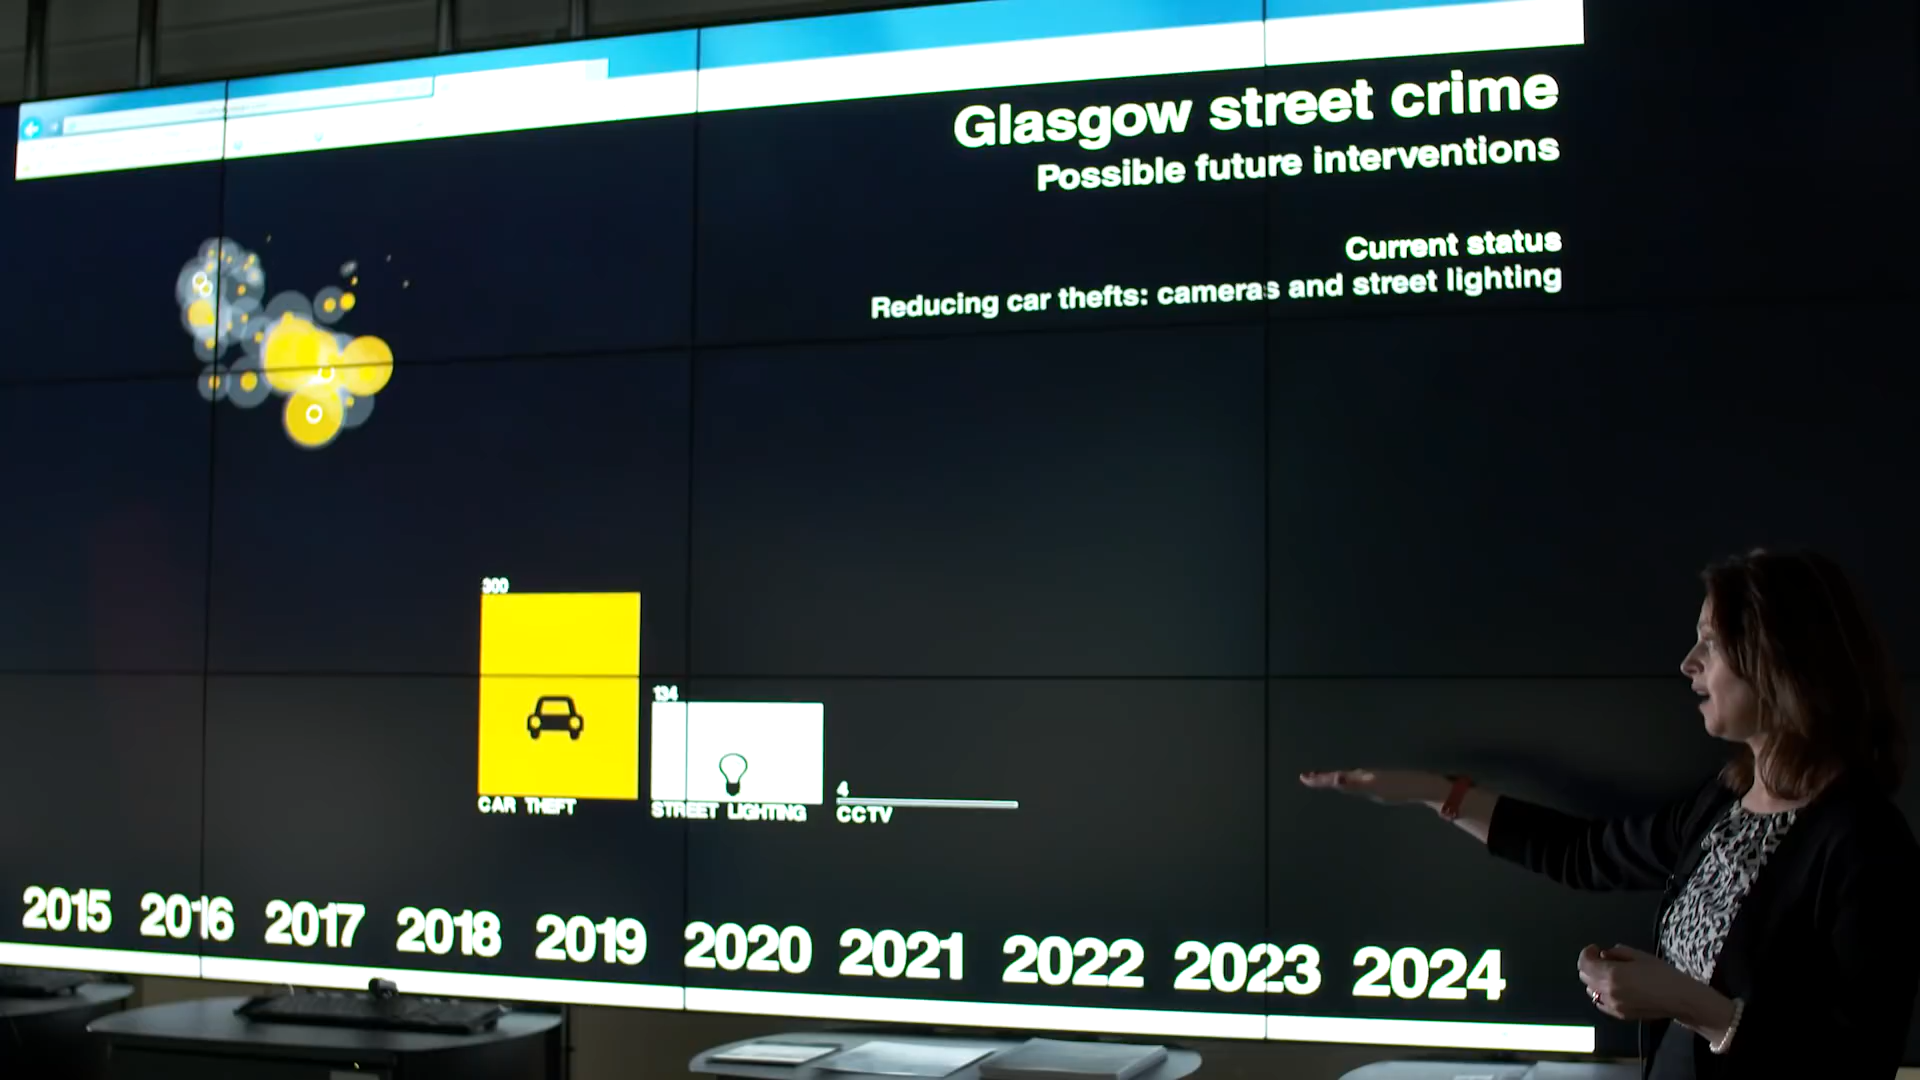 Glasgow street crime
Possible future interventions
Current status
Reducing car thefts: cameras and street lighting
300
CAR THEFT
134
STREET LIGHTING
4
CCTV
2015 2016 2017 2018 2019 2020 2021 2022 2023 2024